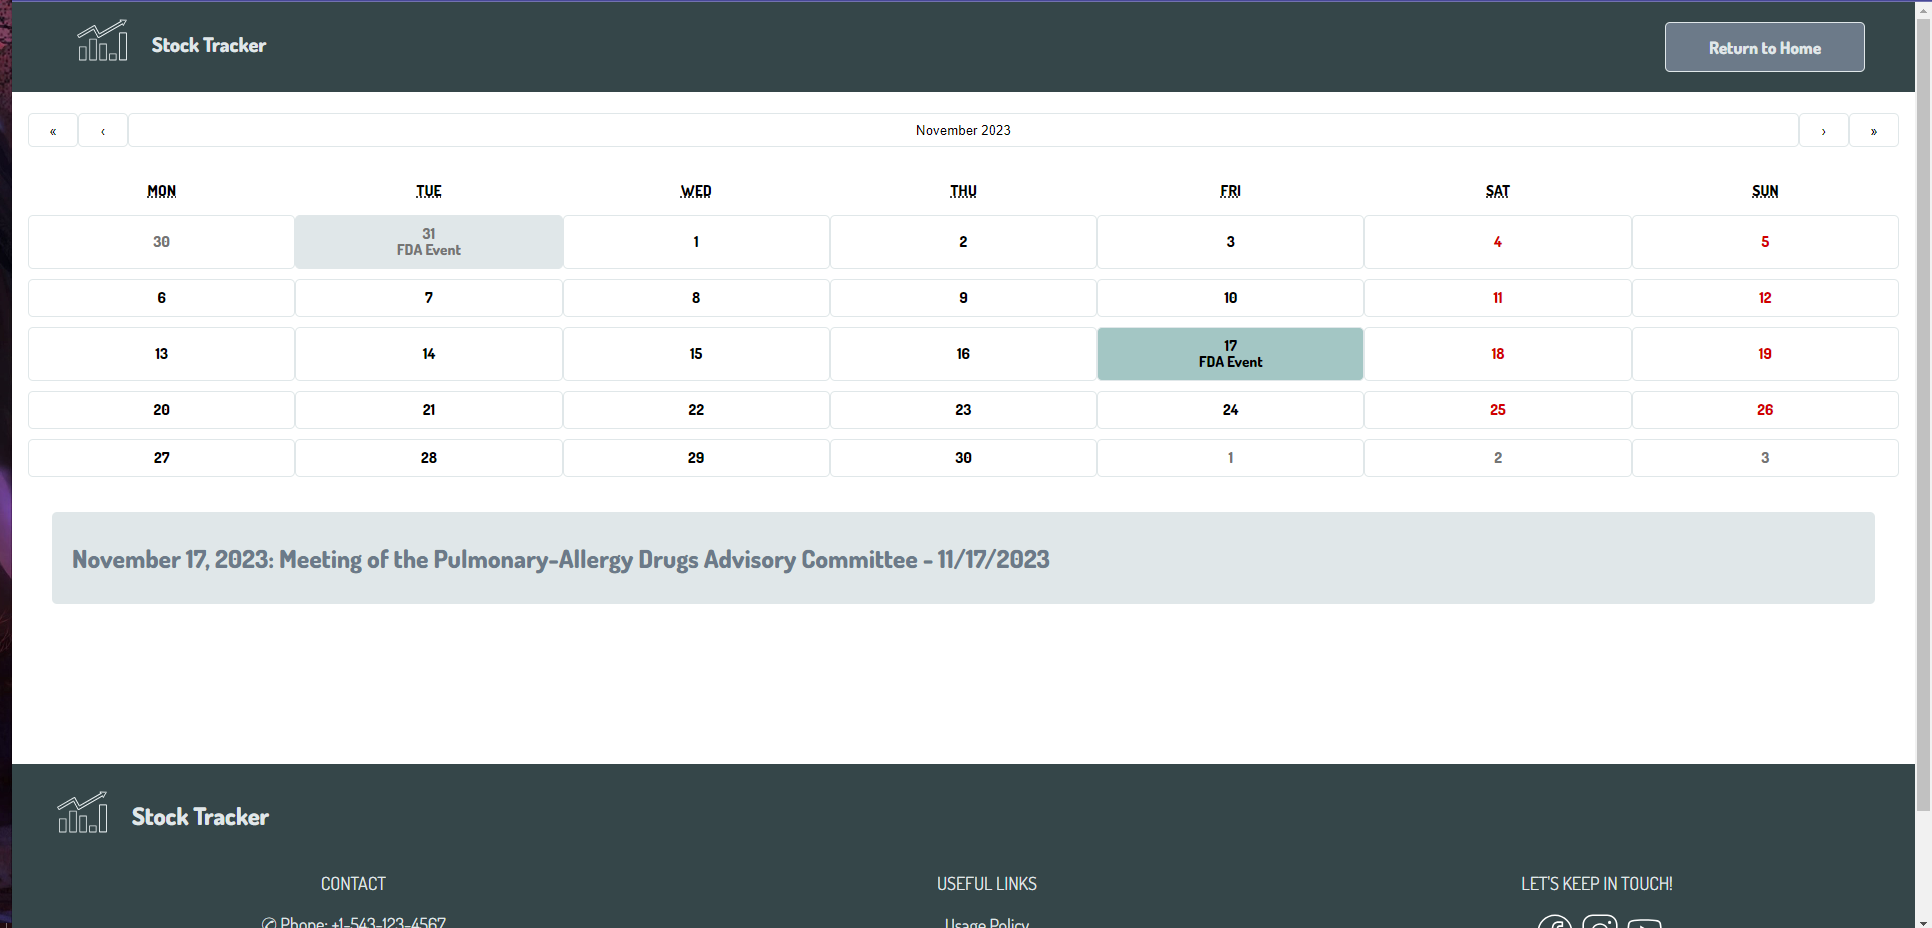 Stock Tracker
Return to Home
« ‹ November 2023 › »
MON TUE WED THU FRI SAT SUN
30 31 1 2 3 4 5
FDA Event
6 7 8 9 10 11 12
13 14 15 16 17 18 19
FDA Event
20 21 22 23 24 25 26
27 28 29 30 1 2 3
November 17, 2023: Meeting of the Pulmonary-Allergy Drugs Advisory Committee - 11/17/2023
Stock Tracker
CONTACT USEFUL LINKS LET'S KEEP IN TOUCH!
Phone: +1-543-123-4567 Usage Policy